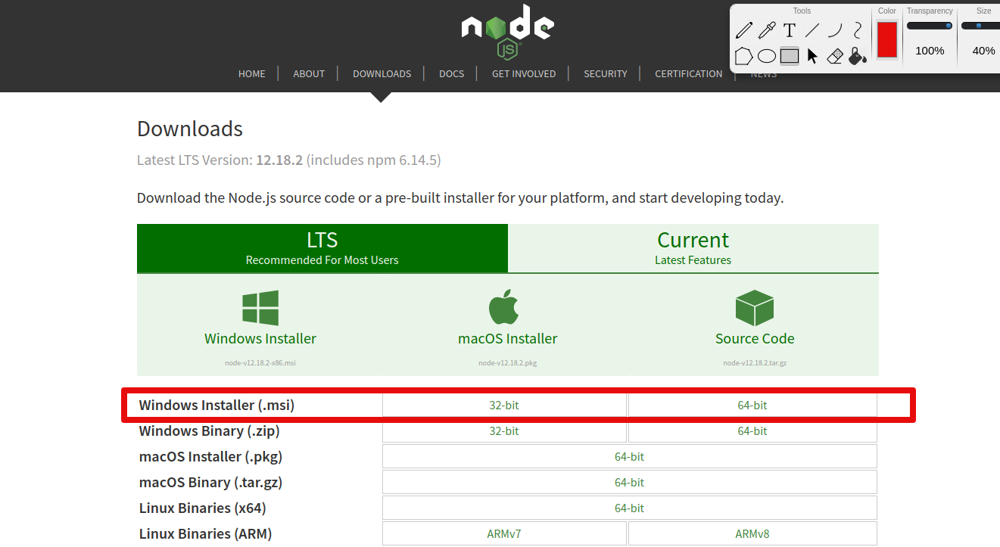 node
JS
Tools
Color
Transparency
Size
T
100%
40%
HOME
ABOUT
DOWNLOADS
DOCS
GET INVOLVED
SECURITY
CERTIFICATION
NEWS
Downloads
Latest LTS Version: 12.18.2 (includes npm 6.14.5)
Download the Node.js source code or a pre-built installer for your platform, and start developing today.
LTS
Recommended For Most Users
Current
Latest Features
Windows Installer
macOS Installer
Source Code
node-v12.18.2-x86.msi
node-v12.18.2.pkg
node-v12.18.2.tar.gz
Windows Installer (.msi) 32-bit 64-bit
Windows Binary (.zip) 32-bit 64-bit
macOS Installer (.pkg) 64-bit
macOS Binary (.tar.gz) 64-bit
Linux Binaries (x64) 64-bit
Linux Binaries (ARM) ARMv7 ARMv8